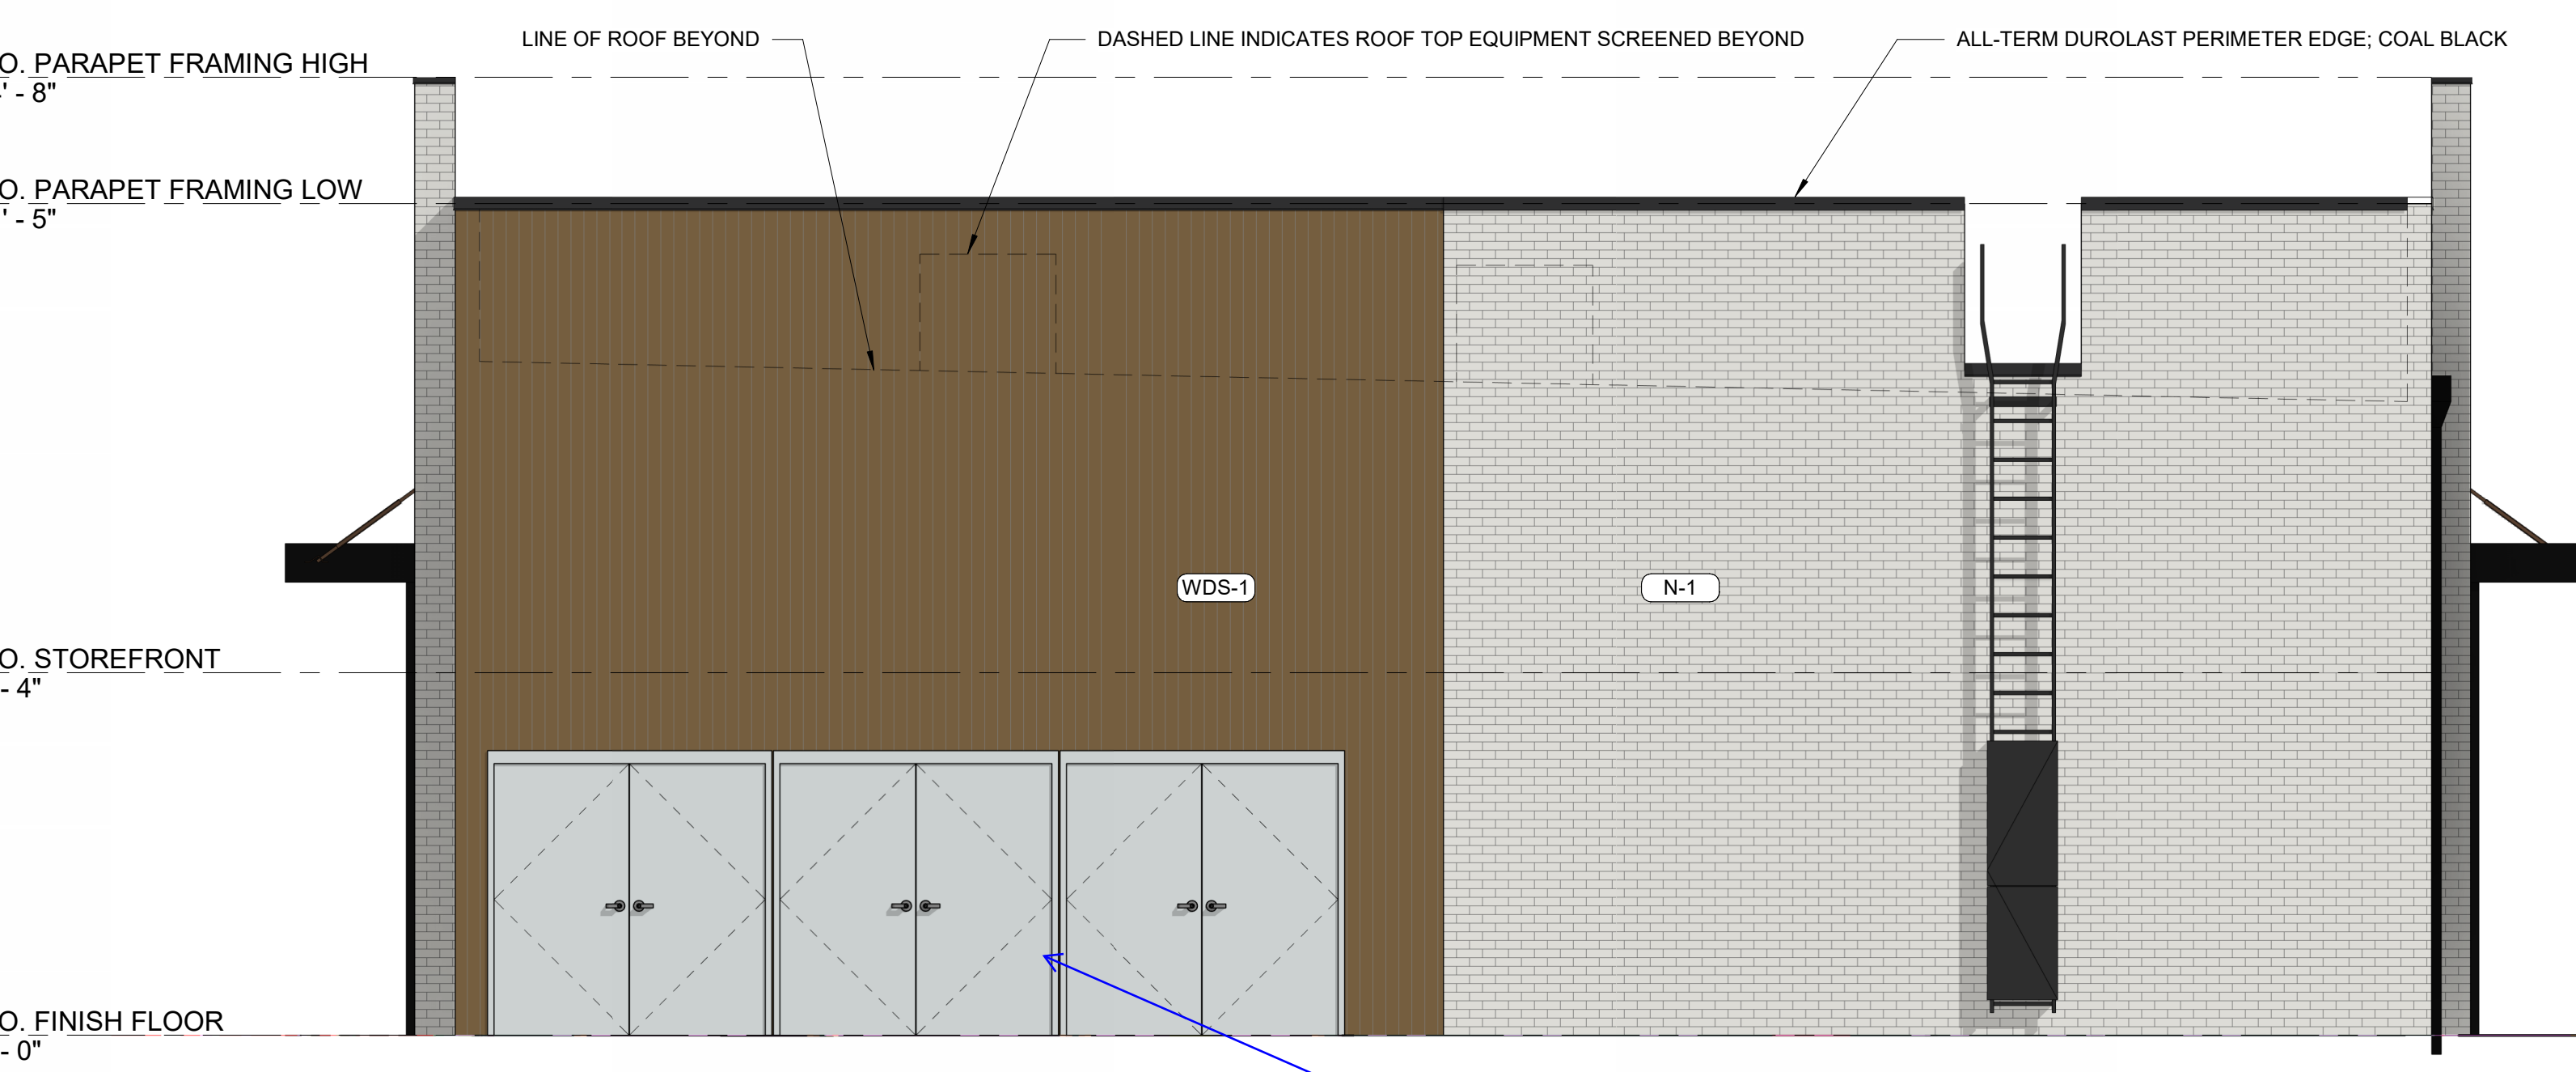 LINE OF ROOF BEYOND
DASHED LINE INDICATES ROOF TOP EQUIPMENT SCREENED BEYOND
ALL-TERM DUROLAST PERIMETER EDGE; COAL BLACK
O. PARAPET FRAMING HIGH
' - 8"
O. PARAPET FRAMING LOW
' - 5"
WDS-1
N-1
O. STOREFRONT
- 4"
O. FINISH FLOOR
- 0"